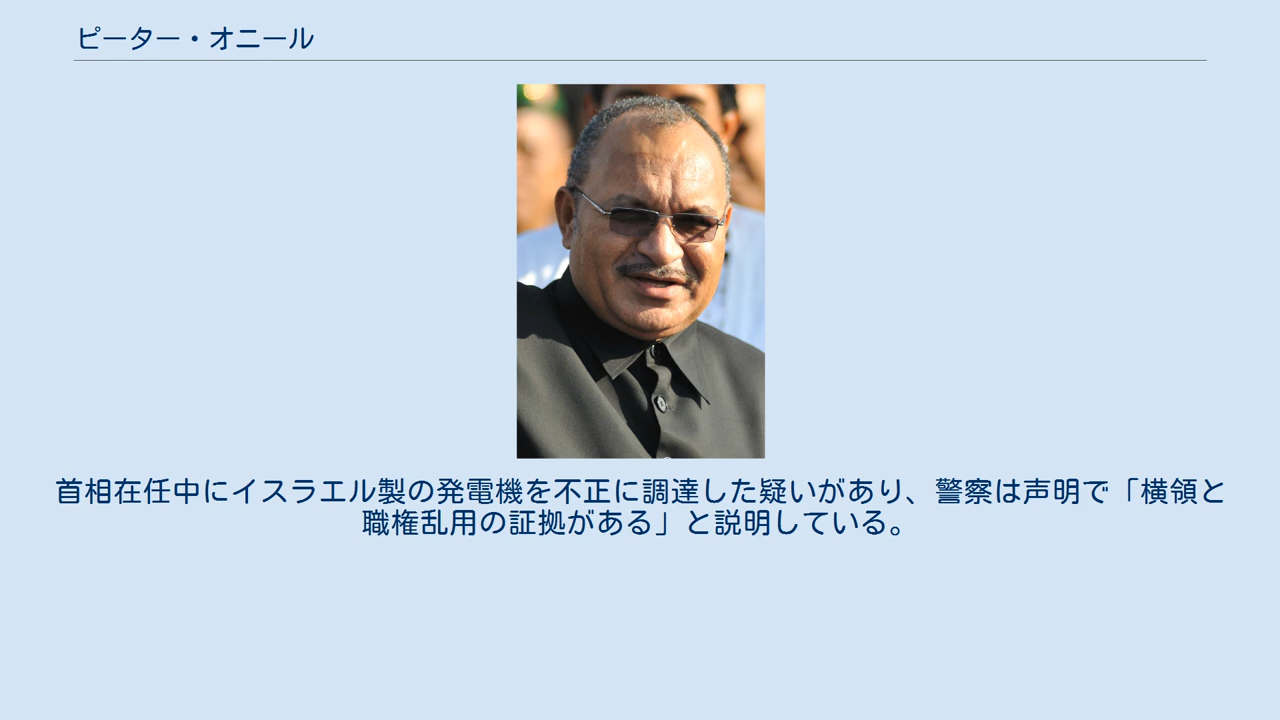 ピーター・オニール
首相在任中にイスラエル製の発電機を不正に調達した疑いがあり、警察は声明で「横領と
職権乱用の証拠がある」と説明している。